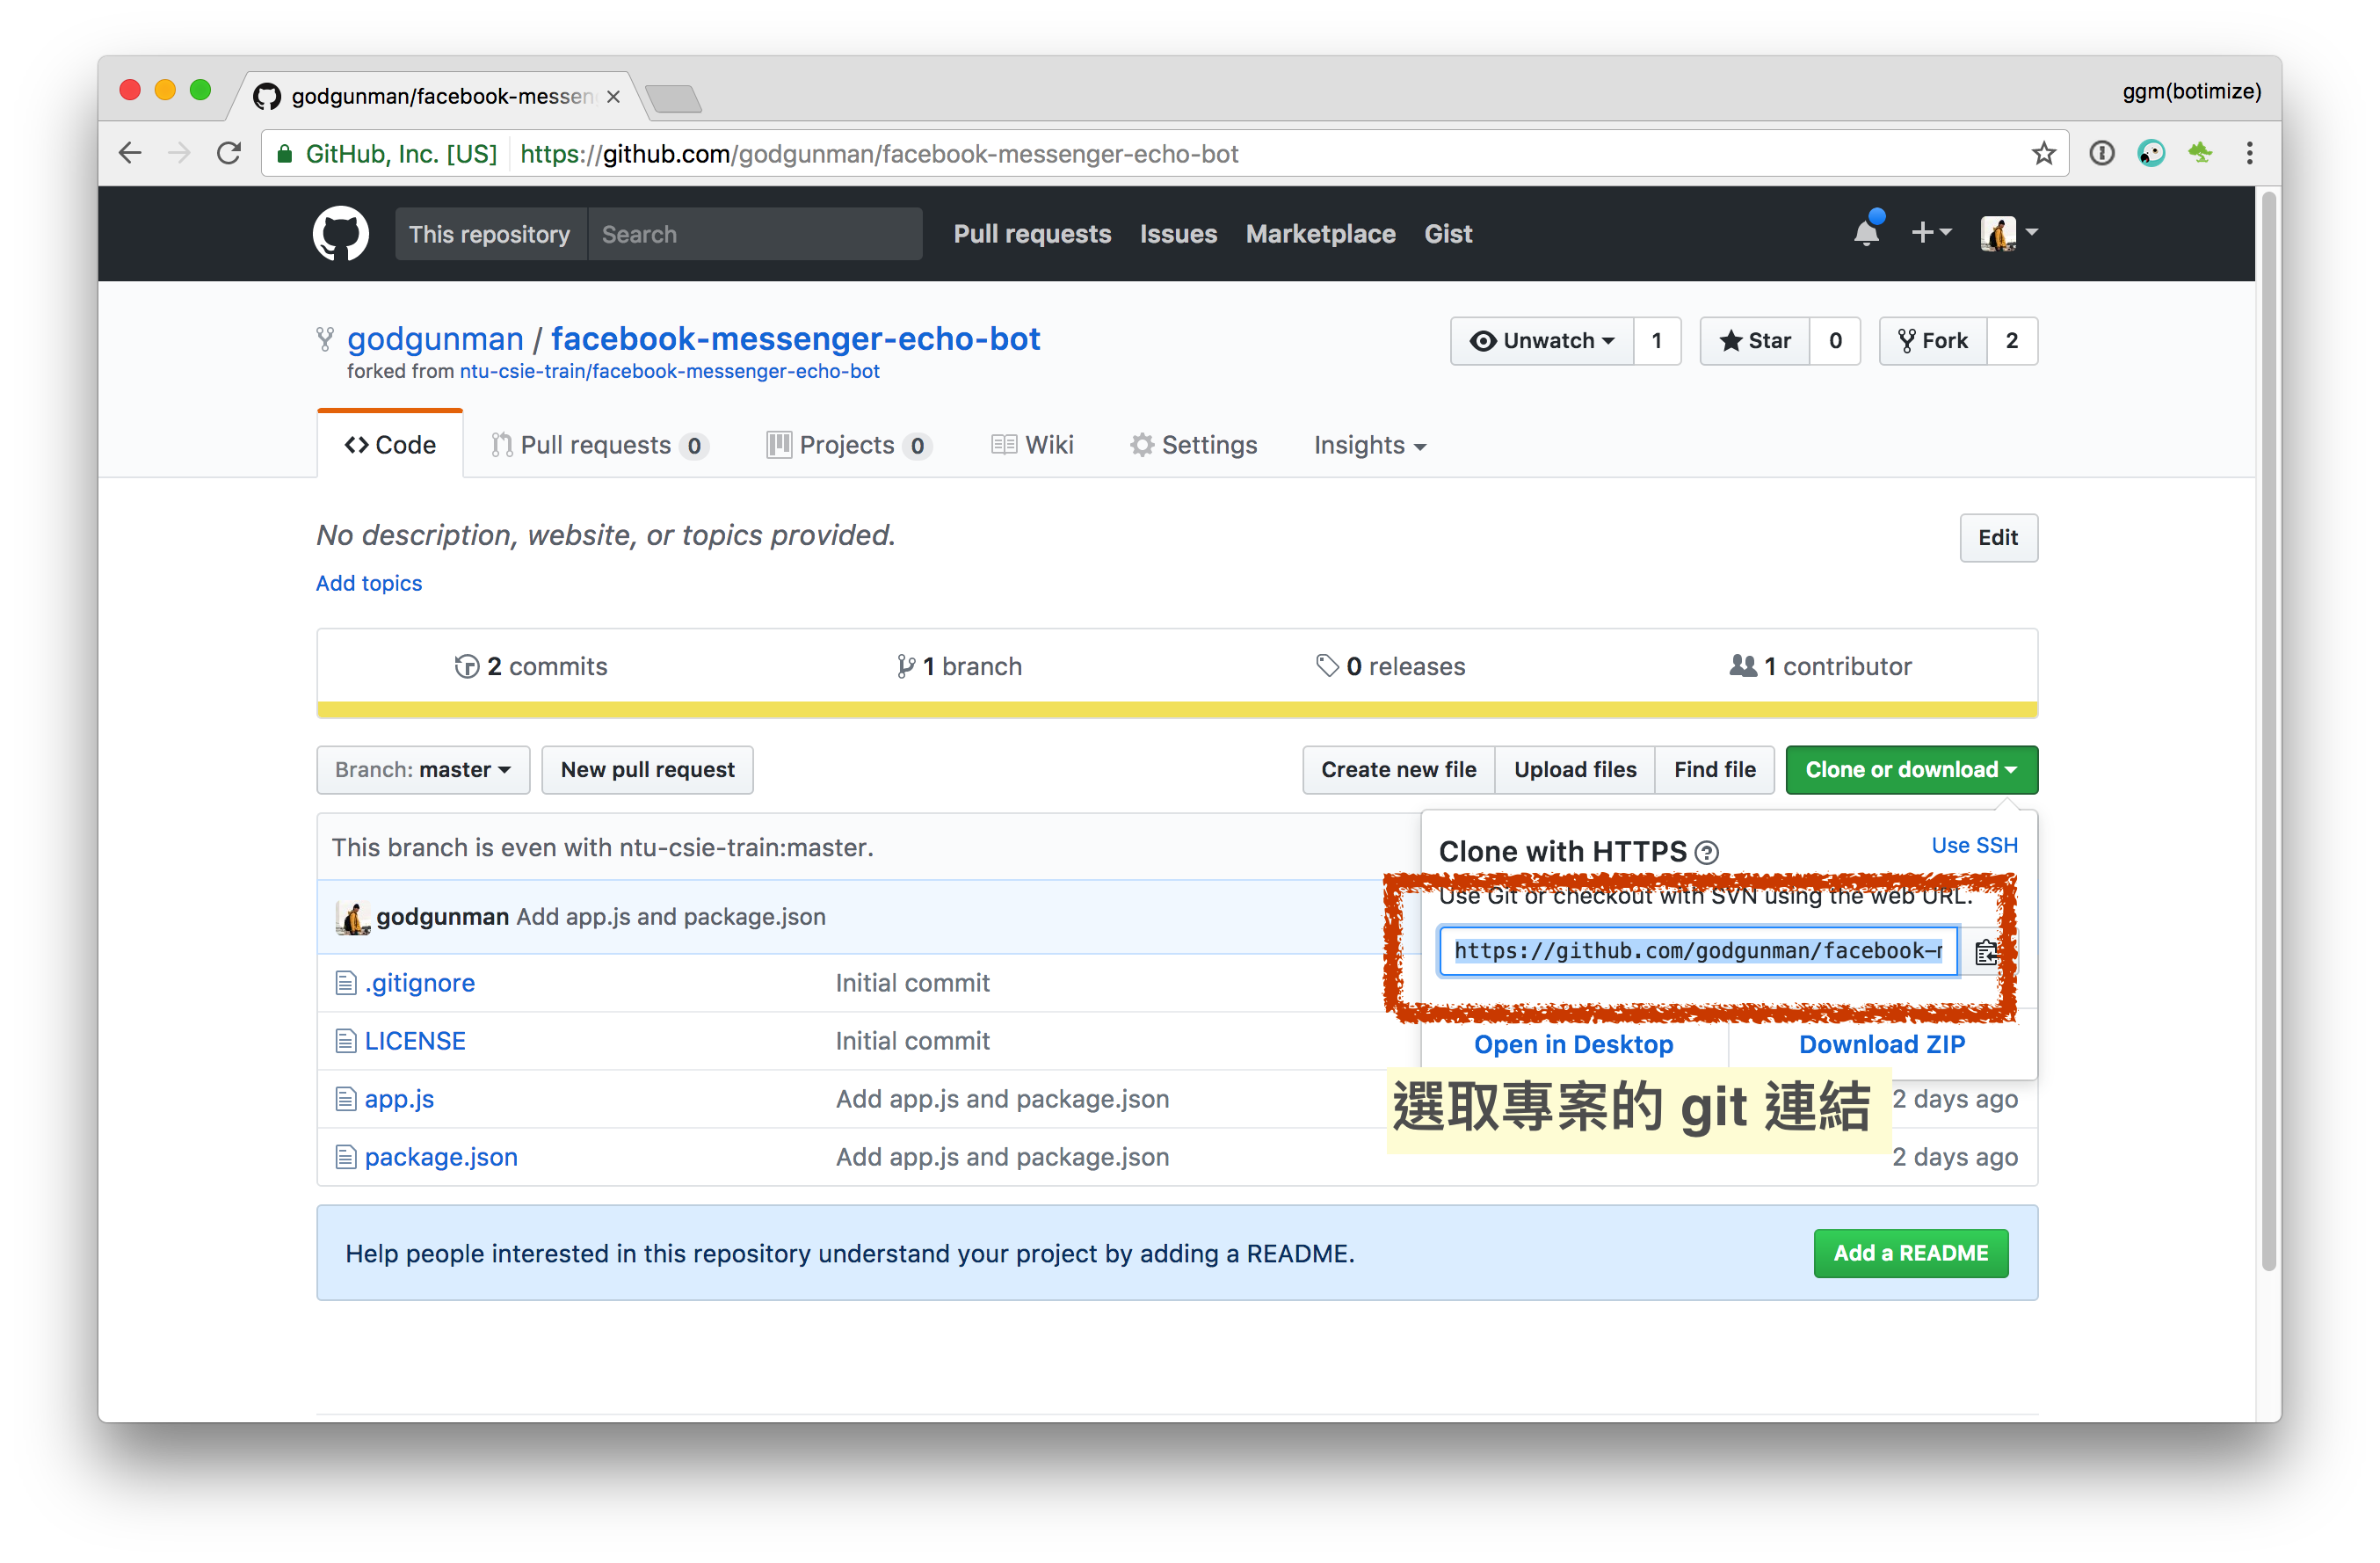 godgunman/facebook-messen
ggm(botimize)
GitHub, Inc. [US] https://github.com/godgunman/facebook-messenger-echo-bot
This repository Search Pull requests Issues Marketplace Gist
godgunman / facebook-messenger-echo-bot
Unwatch 1 Star 0 Fork 2
forked from ntu-csie-train/facebook-messenger-echo-bot
Code Pull requests 0 Projects 0 Wiki Settings Insights
No description, website, or topics provided.
Edit
Add topics
2 commits 1 branch 0 releases 1 contributor
Branch: master New pull request Create new file Upload files Find file Clone or download
This branch is even with ntu-csie-train:master.
Clone with HTTPS Use SSH
Use Git or checkout with SVN using the web URL.
https://github.com/godgunman/facebook-
Open in Desktop Download ZIP
godgunman Add app.js and package.json
.gitignore Initial commit
LICENSE Initial commit
app.js Add app.js and package.json 2 days ago
選取專案的 git 連結
package.json Add app.js and package.json 2 days ago
Help people interested in this repository understand your project by adding a README.
Add a README